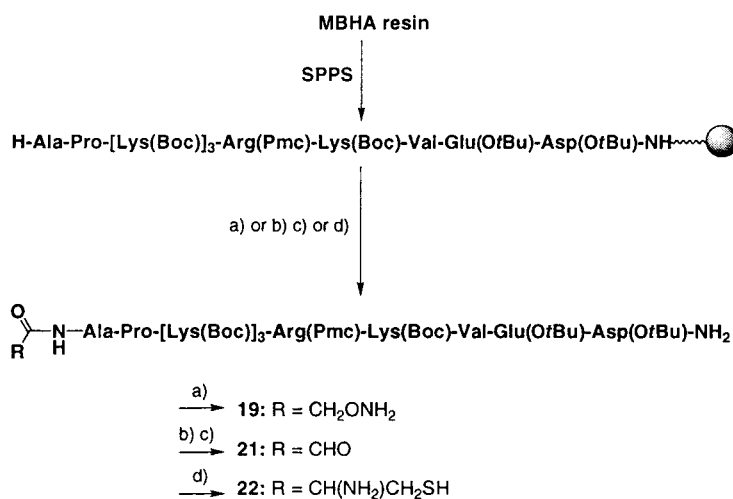 MBHA resin
SPPS
H-Ala-Pro-[Lys(Boc)]3-Arg(Pmc)-Lys(Boc)-Val-Glu(OtBu)-Asp(OtBu)-NH
a) or b) c) or d)
O
R N H Ala-Pro-[Lys(Boc)]3-Arg(Pmc)-Lys(Boc)-Val-Glu(OtBu)-Asp(OtBu)-NH2
a) 19: R = CH2ONH2
b) c) 21: R = CHO
d) 22: R = CH(NH2)CH2SH